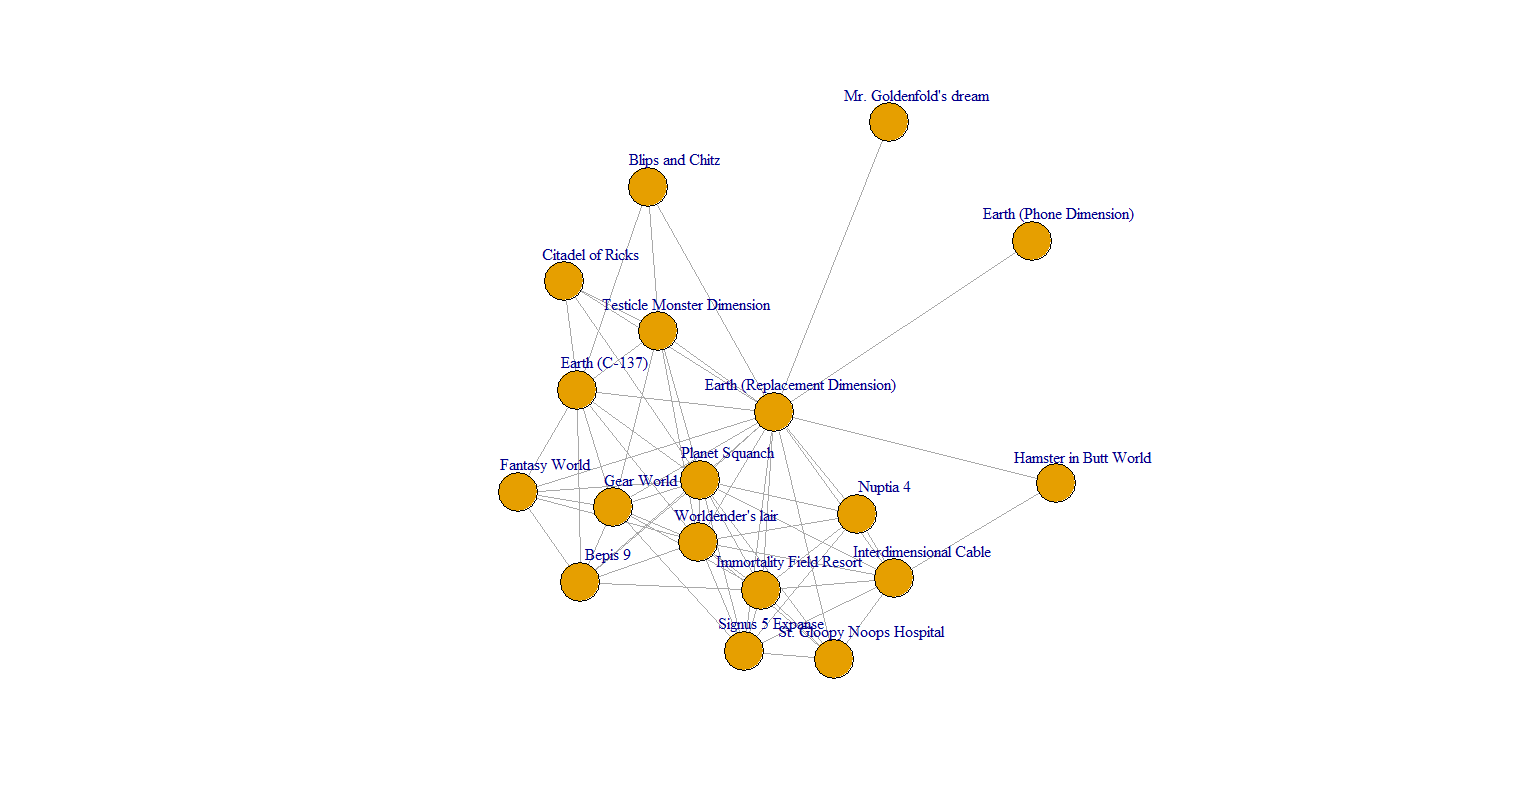 Mr. Goldenfold's dream
Blips and Chitz
Earth (Phone Dimension)
Citadel of Ricks
Testicle Monster Dimension
Earth (C-137)
Earth (Replacement Dimension)
Planet Squanch
Hamster in Butt World
Fantasy World
Gear World
Nuptia 4
Worldender's lair
Interdimensional Cable
Bepis 9
Immortality Field Resort
Signus 5 Expanse
St. Gloopy Noops Hospital